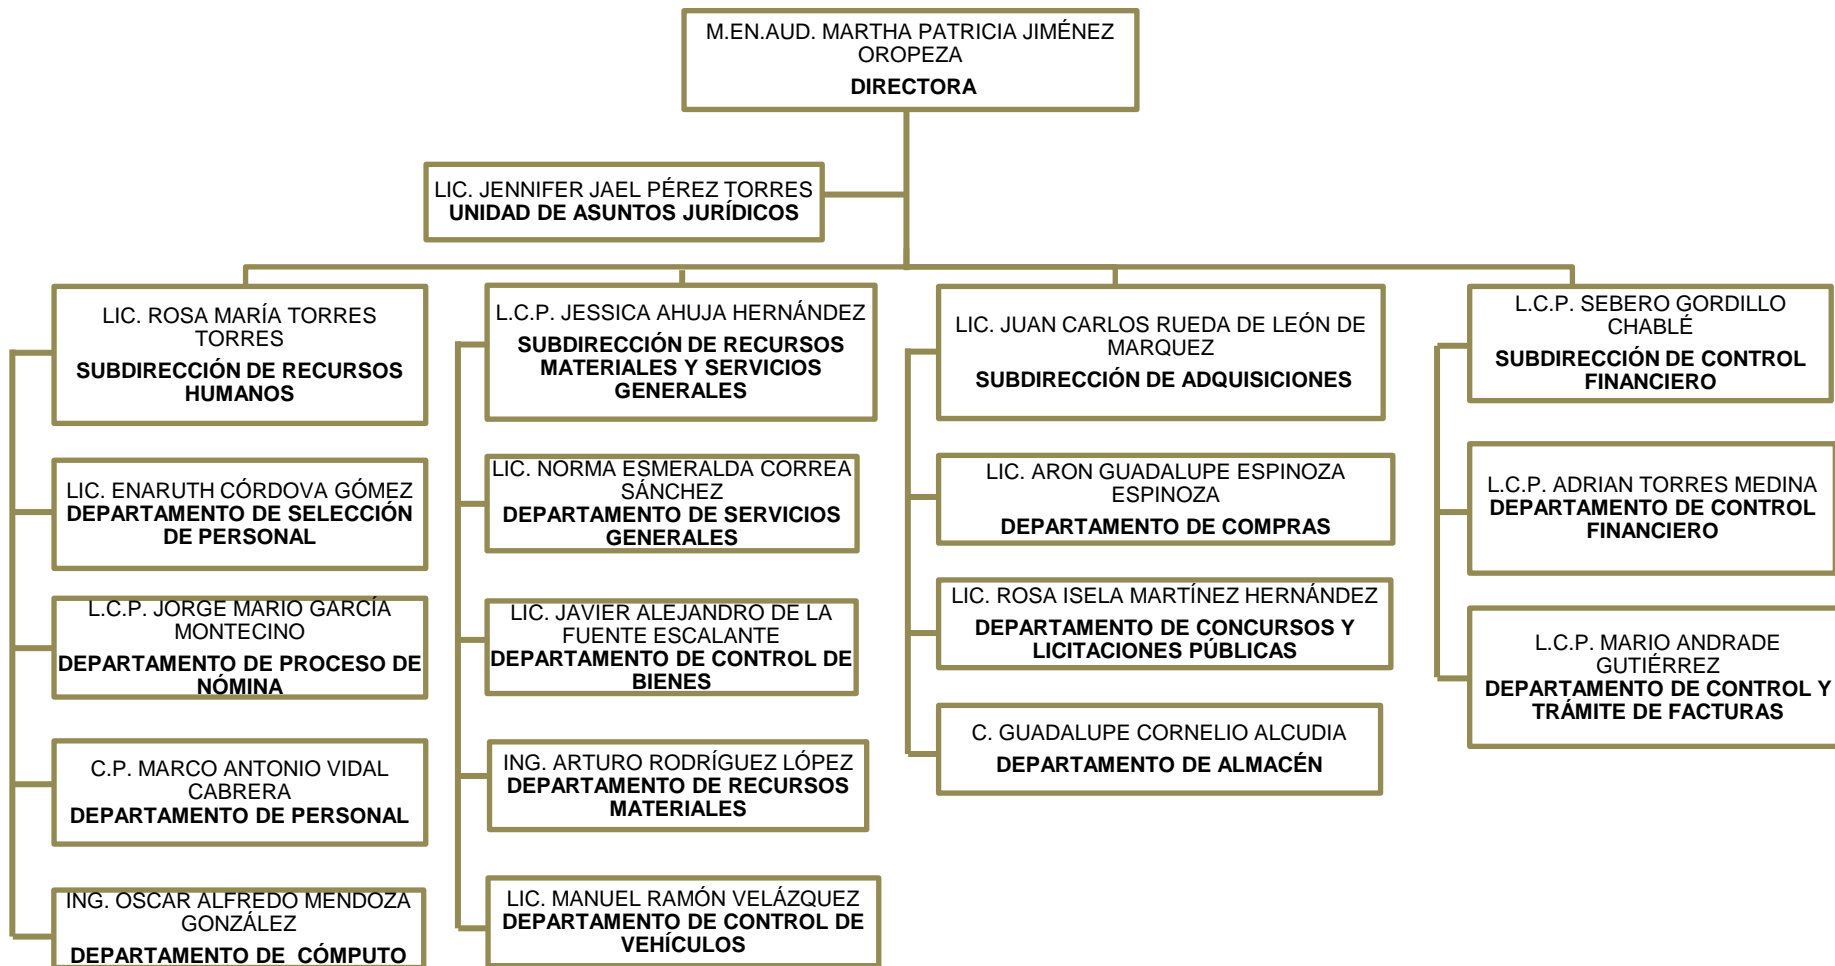 M.EN.AUD. MARTHA PATRICIA JIMÉNEZ
OROPEZA
DIRECTORA
LIC. JENNIFER JAEL PÉREZ TORRES
UNIDAD DE ASUNTOS JURÍDICOS
LIC. ROSA MARÍA TORRES
TORRES
SUBDIRECCIÓN DE RECURSOS
HUMANOS
LIC. ENARUTH CÓRDOVA GÓMEZ
DEPARTAMENTO DE SELECCIÓN
DE PERSONAL
L.C.P. JORGE MARIO GARCÍA
MONTECINO
DEPARTAMENTO DE PROCESO DE
NÓMINA
C.P. MARCO ANTONIO VIDAL
CABRERA
DEPARTAMENTO DE PERSONAL
ING. OSCAR ALFREDO MENDOZA
GONZÁLEZ
DEPARTAMENTO DE  CÓMPUTO
L.C.P. JESSICA AHUJA HERNÁNDEZ
SUBDIRECCIÓN DE RECURSOS
MATERIALES Y SERVICIOS
GENERALES
LIC. NORMA ESMERALDA CORREA
SÁNCHEZ
DEPARTAMENTO DE SERVICIOS
GENERALES
LIC. JAVIER ALEJANDRO DE LA
FUENTE ESCALANTE
DEPARTAMENTO DE CONTROL DE
BIENES
ING. ARTURO RODRÍGUEZ LÓPEZ
DEPARTAMENTO DE RECURSOS
MATERIALES
LIC. MANUEL RAMÓN VELÁZQUEZ
DEPARTAMENTO DE CONTROL DE
VEHÍCULOS
LIC. JUAN CARLOS RUEDA DE LEÓN DE
MARQUEZ
SUBDIRECCIÓN DE ADQUISICIONES
LIC. ARON GUADALUPE ESPINOZA
ESPINOZA
DEPARTAMENTO DE COMPRAS
LIC. ROSA ISELA MARTÍNEZ HERNÁNDEZ
DEPARTAMENTO DE CONCURSOS Y
LICITACIONES PÚBLICAS
C. GUADALUPE CORNELIO ALCUDIA
DEPARTAMENTO DE ALMACÉN
L.C.P. SEBERO GORDILLO
CHABLÉ
SUBDIRECCIÓN DE CONTROL
FINANCIERO
L.C.P. ADRIAN TORRES MEDINA
DEPARTAMENTO DE CONTROL
FINANCIERO
L.C.P. MARIO ANDRADE
GUTIÉRREZ
DEPARTAMENTO DE CONTROL Y
TRÁMITE DE FACTURAS